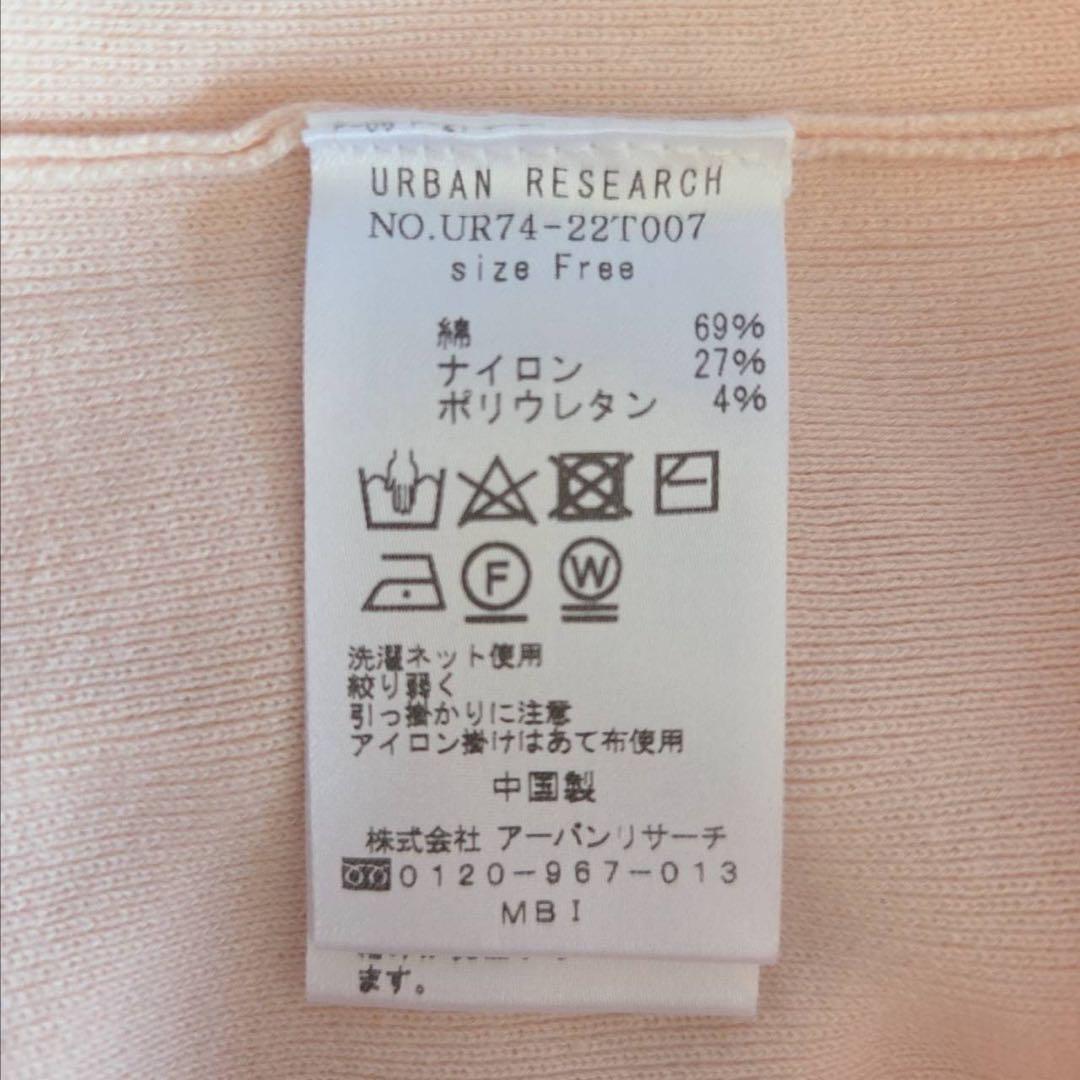 URBAN RESEARCH
NO.UR74-22T007
size Free
綿 69%
ナイロン 27%
ポリウレタン 4%
F W
洗濯ネット使用
絞り弱く
引っ掛かりに注意
アイロン掛けはあて布使用
中国製
株式会社 アーバンリサーチ
0120-967-013
MBI
ます。